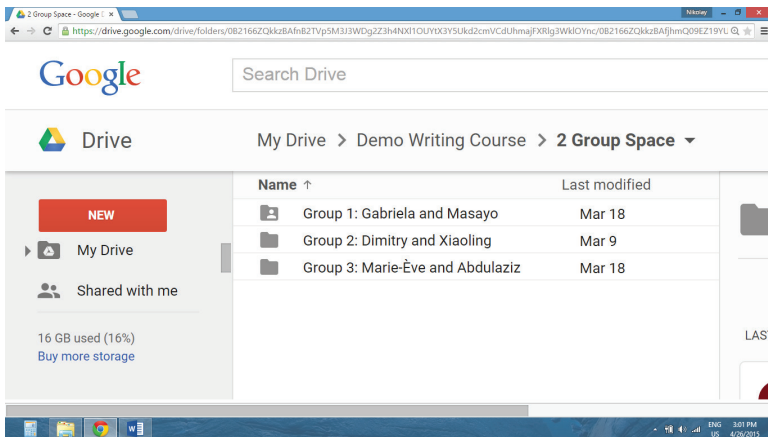 2 Group Space - Google D
Nikolay
https://drive.google.com/drive/folders/0B2166ZQkkzBAfnB2TVp5M3J3WDg2Z3h4NXI1OUYtX3Y5Ukd2cmVCdUhmajFXRlg3WklOYnc/0B2166ZQkkzBAfjhmQ09EZ19YL
Google
Search Drive
Drive
My Drive > Demo Writing Course > 2 Group Space
Name ↑ Last modified
NEW
Group 1: Gabriela and Masayo Mar 18
Group 2: Dimitry and Xiaoling Mar 9
My Drive
Group 3: Marie-Ève and Abdulaziz Mar 18
Shared with me
16 GB used (16%)
LAS
Buy more storage
ENG 3:01 PM
US 4/26/2015